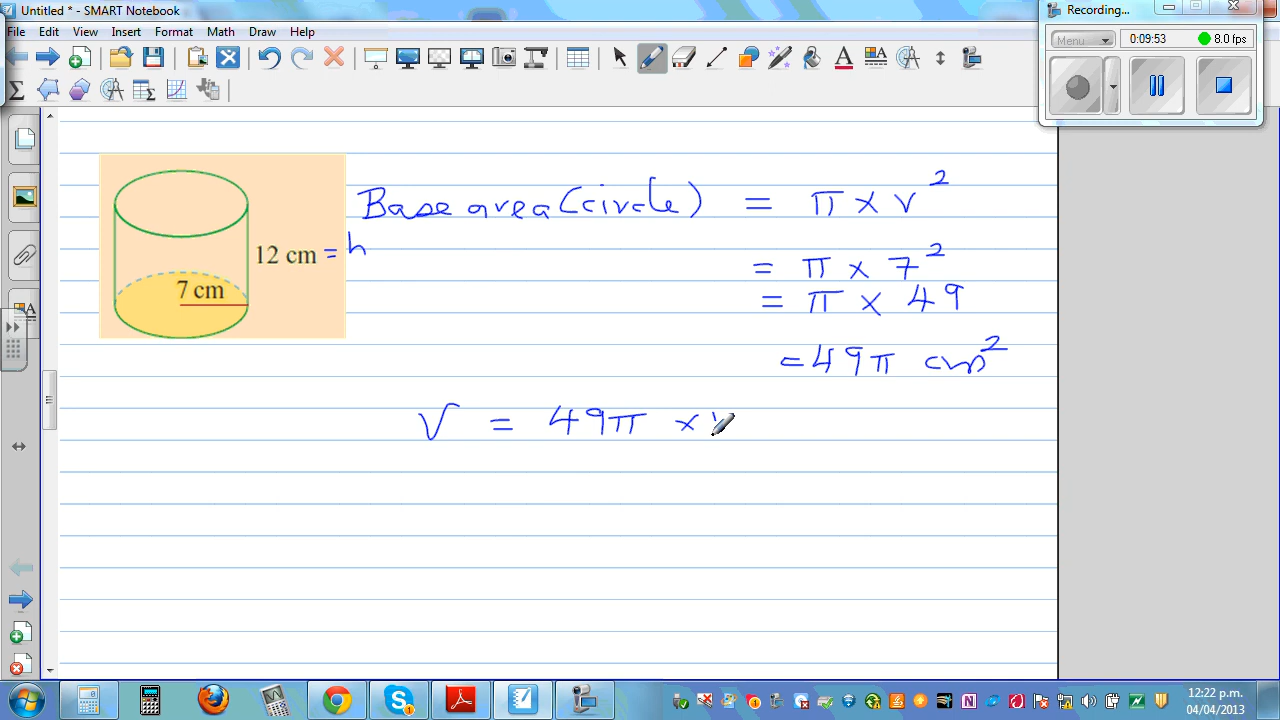 Untitled * - SMART Notebook
Recording...
File Edit View Insert Format Math Draw Help
Menu
0:09:53
8.0 fps
Base area (circle) = π × r²
12 cm = h
= π × 7²
7 cm
= π × 49
= 49π cm²
V = 49π ×
12:22 p.m.
04/04/2013